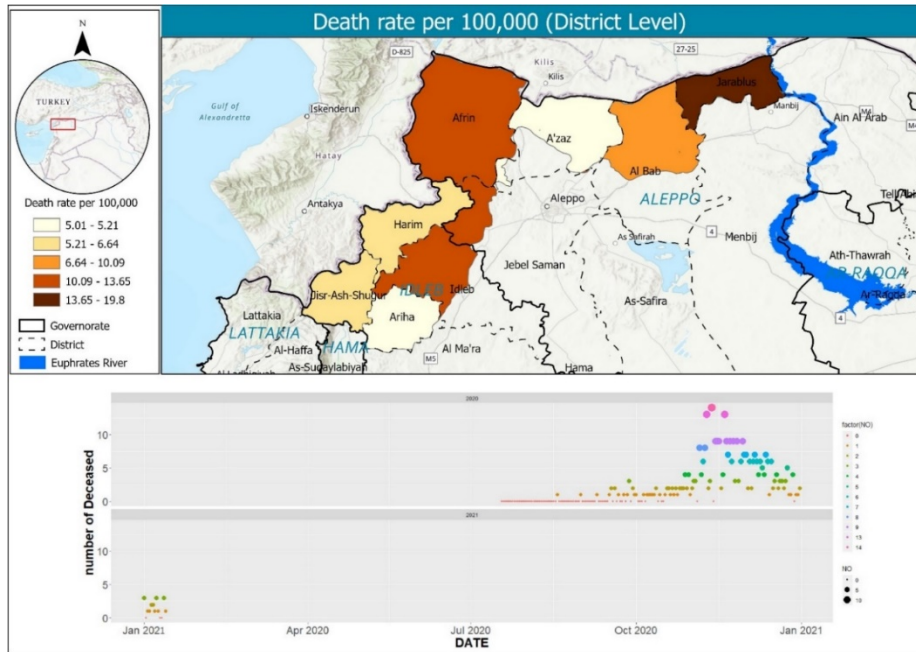 Death rate per 100,000 (District Level)
N
TURKEY
Death rate per 100,000
5.01 - 5.21
5.21 - 6.64
6.64 - 10.09
10.09 - 13.65
13.65 - 19.8
Governorate
District
Euphrates River
D-825
27-25
Kilis
Kilis
Gulf of
Alexandretta
Iskenderun
Hatay
Antakya
Afrin
A'zaz
Al Bab
Jarablus
Manbij
M4
Ain Al Arab
Aleppo
ALEPPO
Tell Abi
Harim
As Safirah
4
Menbij
Ath-Thawrah
Jebel Saman
AR-RAQQA
Ar-Raqqa
Jisr-Ash-Shugur
IDLEB
Idleb
As-Safira
Lattakia
LATTAKIA
Ariha
4
HAMA
Al-Haffa
Al Ma'ra
M5
As-Suqaylabiyah
Hama
2020
10
5
0
2021
10
5
0
number of Deceased
Jan 2021
Apr 2020
Jul 2020
Oct 2020
Jan 2021
DATE
factor(NO)
0
1
2
3
4
5
6
7
8
9
13
14
NO
0
5
10